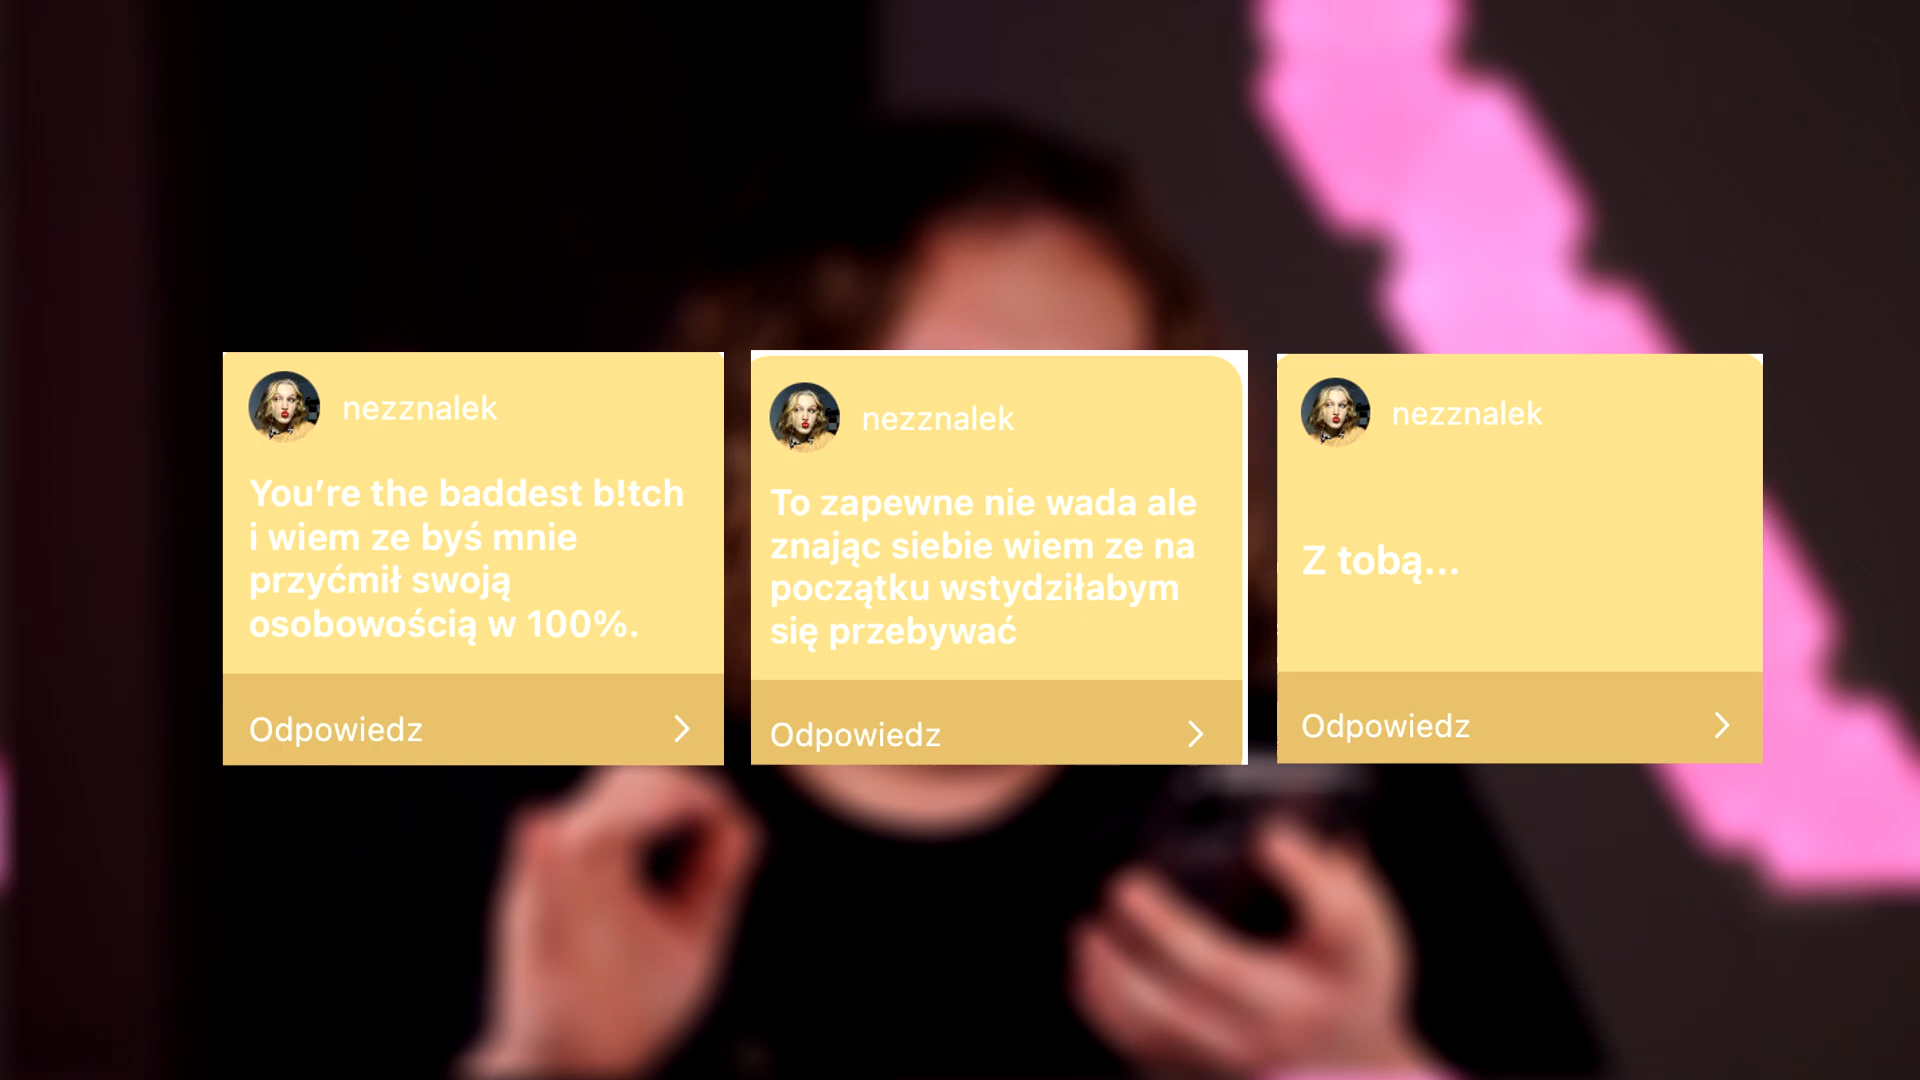 nezznalek
You’re the baddest b!tch
i wiem ze byś mnie
przyćmił swoją
osobowością w 100%.
Odpowiedz
nezznalek
To zapewne nie wada ale
znając siebie wiem ze na
początku wstydziłabym
się przebywać
Odpowiedz
nezznalek
Z tobą...
Odpowiedz